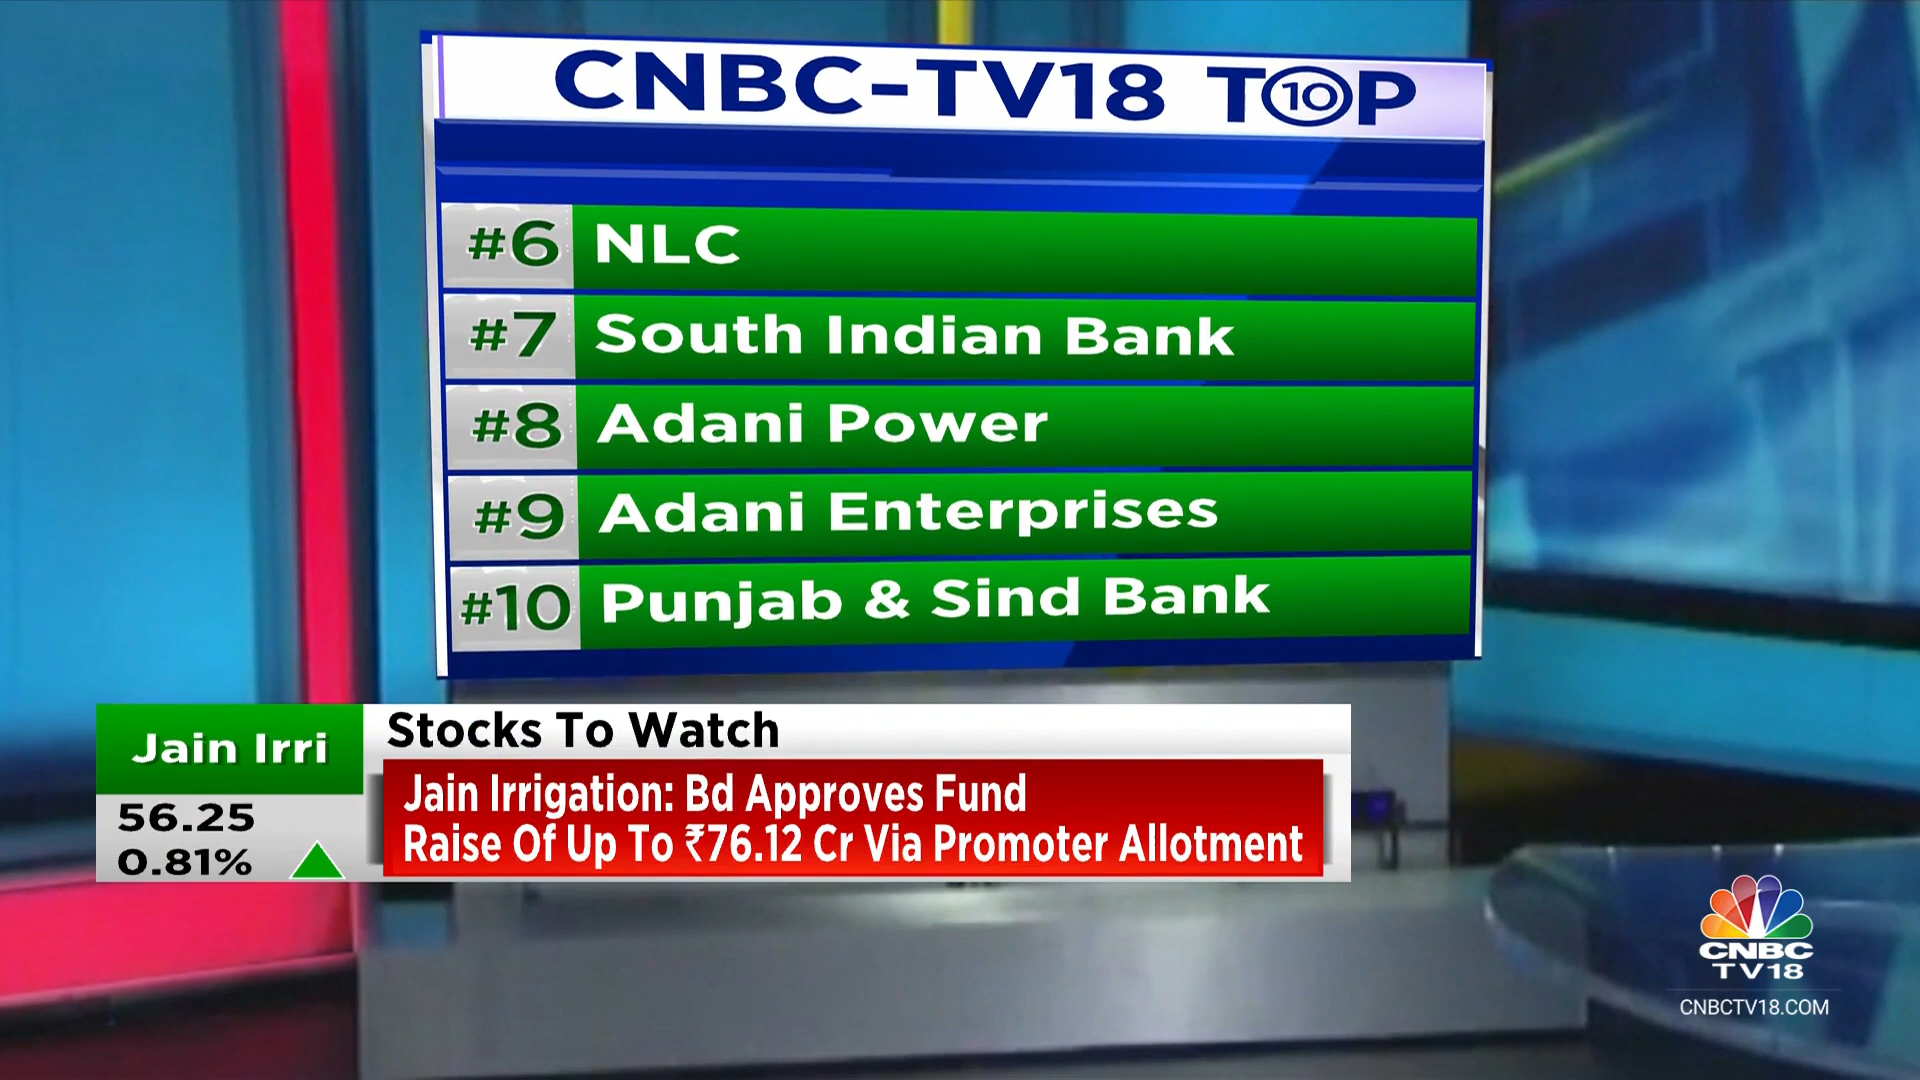 CNBC-TV18 TOP 10
#6 NLC
#7 South Indian Bank
#8 Adani Power
#9 Adani Enterprises
#10 Punjab & Sind Bank
Jain Irri
56.25
0.81%
Stocks To Watch
Jain Irrigation: Bd Approves Fund
Raise Of Up To ₹76.12 Cr Via Promoter Allotment
CNBC
TV18
CNBCTV18.COM